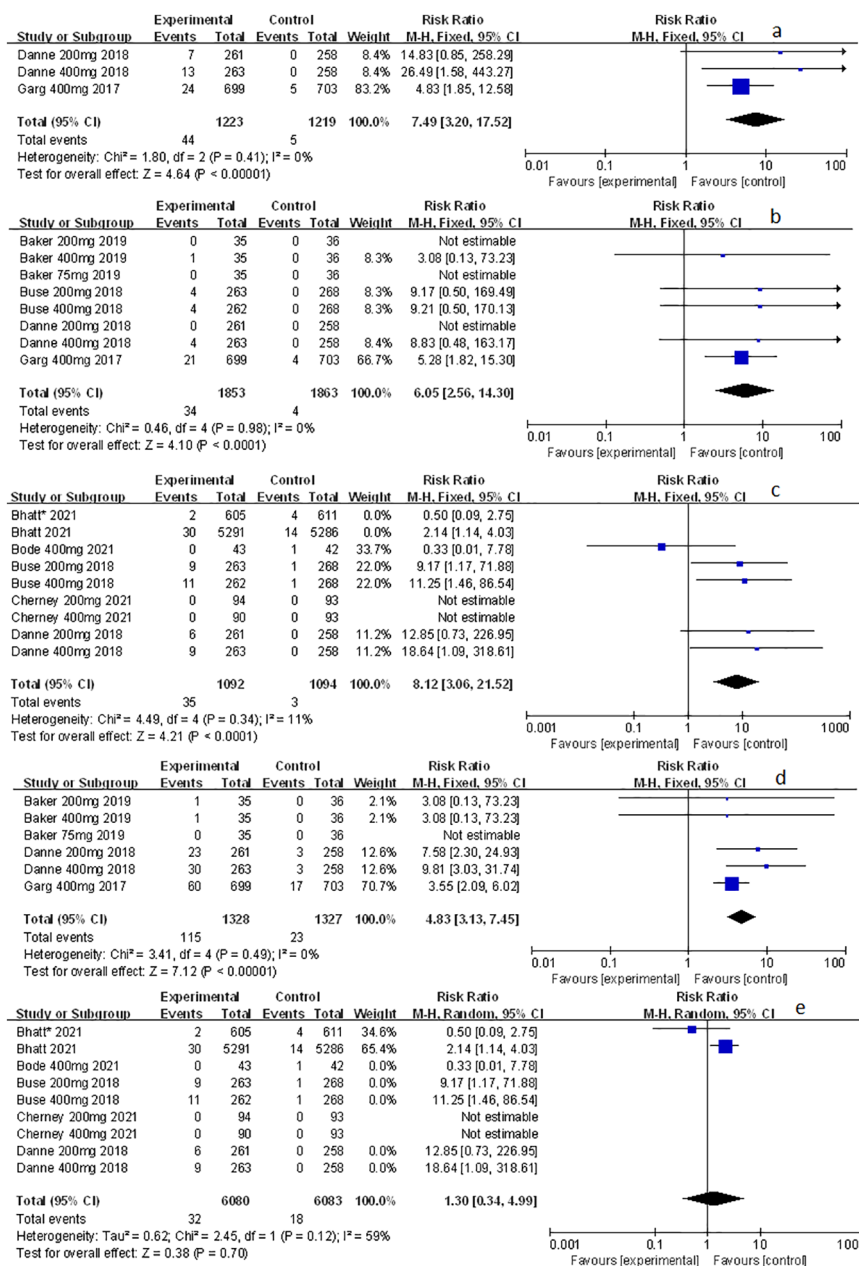 Experimental Control Risk Ratio Risk Ratio a
Study or Subgroup Events Total Events Total Weight M-H, Fixed, 95% CI M-H, Fixed, 95% CI
Danne 200mg 2018 7 261 0 258 8.4% 14.83 [0.85, 258.29]
Danne 400mg 2018 13 263 0 258 8.4% 26.49 [1.58, 443.27]
Garg 400mg 2017 24 699 5 703 83.2% 4.83 [1.85, 12.58]
Total (95% CI) 1223 1219 100.0% 7.49 [3.20, 17.52]
Total events 44 5
Heterogeneity: Chi² = 1.80, df = 2 (P = 0.41); I² = 0%
Test for overall effect: Z = 4.64 (P < 0.00001)
0.01 0.1 1 10 100
Favours [experimental] Favours [control]
Experimental Control Risk Ratio Risk Ratio b
Study or Subgroup Events Total Events Total Weight M-H, Fixed, 95% CI M-H, Fixed, 95% CI
Baker 200mg 2019 0 35 0 36 Not estimable
Baker 400mg 2019 1 35 0 36 8.3% 3.08 [0.13, 73.23]
Baker 75mg 2019 0 35 0 36 Not estimable
Buse 200mg 2018 4 263 0 268 8.3% 9.17 [0.50, 169.49]
Buse 400mg 2018 4 262 0 268 8.3% 9.21 [0.50, 170.13]
Danne 200mg 2018 0 261 0 258 Not estimable
Danne 400mg 2018 4 263 0 258 8.4% 8.83 [0.48, 163.17]
Garg 400mg 2017 21 699 4 703 66.7% 5.28 [1.82, 15.30]
Total (95% CI) 1853 1863 100.0% 6.05 [2.56, 14.30]
Total events 34 4
Heterogeneity: Chi² = 0.46, df = 4 (P = 0.98); I² = 0%
Test for overall effect: Z = 4.10 (P < 0.0001)
0.01 0.1 1 10 100
Favours [experimental] Favours [control]
Experimental Control Risk Ratio Risk Ratio c
Study or Subgroup Events Total Events Total Weight M-H, Fixed, 95% CI M-H, Fixed, 95% CI
Bhatt* 2021 2 605 4 611 0.0% 0.50 [0.09, 2.75]
Bhatt 2021 30 5291 14 5286 0.0% 2.14 [1.14, 4.03]
Bode 400mg 2021 0 43 1 42 33.7% 0.33 [0.01, 7.78]
Buse 200mg 2018 9 263 1 268 22.0% 9.17 [1.17, 71.88]
Buse 400mg 2018 11 262 1 268 22.0% 11.25 [1.46, 86.54]
Cherney 200mg 2021 0 94 0 93 Not estimable
Cherney 400mg 2021 0 90 0 93 Not estimable
Danne 200mg 2018 6 261 0 258 11.2% 12.85 [0.73, 226.95]
Danne 400mg 2018 9 263 0 258 11.2% 18.64 [1.09, 318.61]
Total (95% CI) 1092 1094 100.0% 8.12 [3.06, 21.52]
Total events 35 3
Heterogeneity: Chi² = 4.49, df = 4 (P = 0.34); I² = 11%
Test for overall effect: Z = 4.21 (P < 0.0001)
0.001 0.1 1 10 1000
Favours [experimental] Favours [control]
Experimental Control Risk Ratio Risk Ratio d
Study or Subgroup Events Total Events Total Weight M-H, Fixed, 95% CI M-H, Fixed, 95% CI
Baker 200mg 2019 1 35 0 36 2.1% 3.08 [0.13, 73.23]
Baker 400mg 2019 1 35 0 36 2.1% 3.08 [0.13, 73.23]
Baker 75mg 2019 0 35 0 36 Not estimable
Danne 200mg 2018 23 261 3 258 12.6% 7.58 [2.30, 24.93]
Danne 400mg 2018 30 263 3 258 12.6% 9.81 [3.03, 31.74]
Garg 400mg 2017 60 699 17 703 70.7% 3.55 [2.09, 6.02]
Total (95% CI) 1328 1327 100.0% 4.83 [3.13, 7.45]
Total events 115 23
Heterogeneity: Chi² = 3.41, df = 4 (P = 0.49); I² = 0%
Test for overall effect: Z = 7.12 (P < 0.00001)
0.01 0.1 1 10 100
Favours [experimental] Favours [control]
Experimental Control Risk Ratio Risk Ratio
Study or Subgroup Events Total Events Total Weight M-H, Random, 95% CI M-H, Random, 95% CI e
Bhatt* 2021 2 605 4 611 34.6% 0.50 [0.09, 2.75]
Bhatt 2021 30 5291 14 5286 65.4% 2.14 [1.14, 4.03]
Bode 400mg 2021 0 43 1 42 0.0% 0.33 [0.01, 7.78]
Buse 200mg 2018 9 263 1 268 0.0% 9.17 [1.17, 71.88]
Buse 400mg 2018 11 262 1 268 0.0% 11.25 [1.46, 86.54]
Cherney 200mg 2021 0 94 0 93 Not estimable
Cherney 400mg 2021 0 90 0 93 Not estimable
Danne 200mg 2018 6 261 0 258 0.0% 12.85 [0.73, 226.95]
Danne 400mg 2018 9 263 0 258 0.0% 18.64 [1.09, 318.61]
Total (95% CI) 6080 6083 100.0% 1.30 [0.34, 4.99]
Total events 32 18
Heterogeneity: Tau² = 0.62; Chi² = 2.45, df = 1 (P = 0.12); I² = 59%
Test for overall effect: Z = 0.38 (P = 0.70)
0.001 0.1 1 10 1000
Favours [experimental] Favours [control]